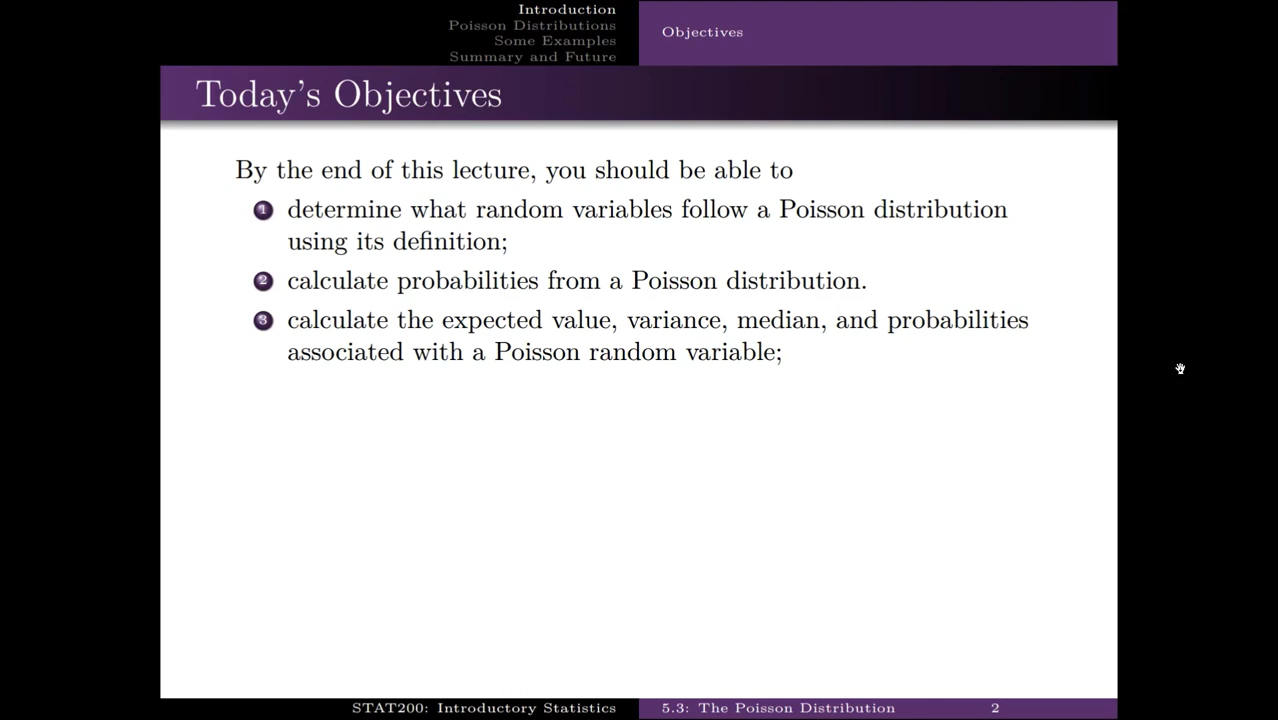 Introduction
Poisson Distributions
Some Examples
Summary and Future
Objectives
Today's Objectives
By the end of this lecture, you should be able to
1 determine what random variables follow a Poisson distribution
using its definition;
2 calculate probabilities from a Poisson distribution.
3 calculate the expected value, variance, median, and probabilities
associated with a Poisson random variable;
STAT200: Introductory Statistics
5.3: The Poisson Distribution 2